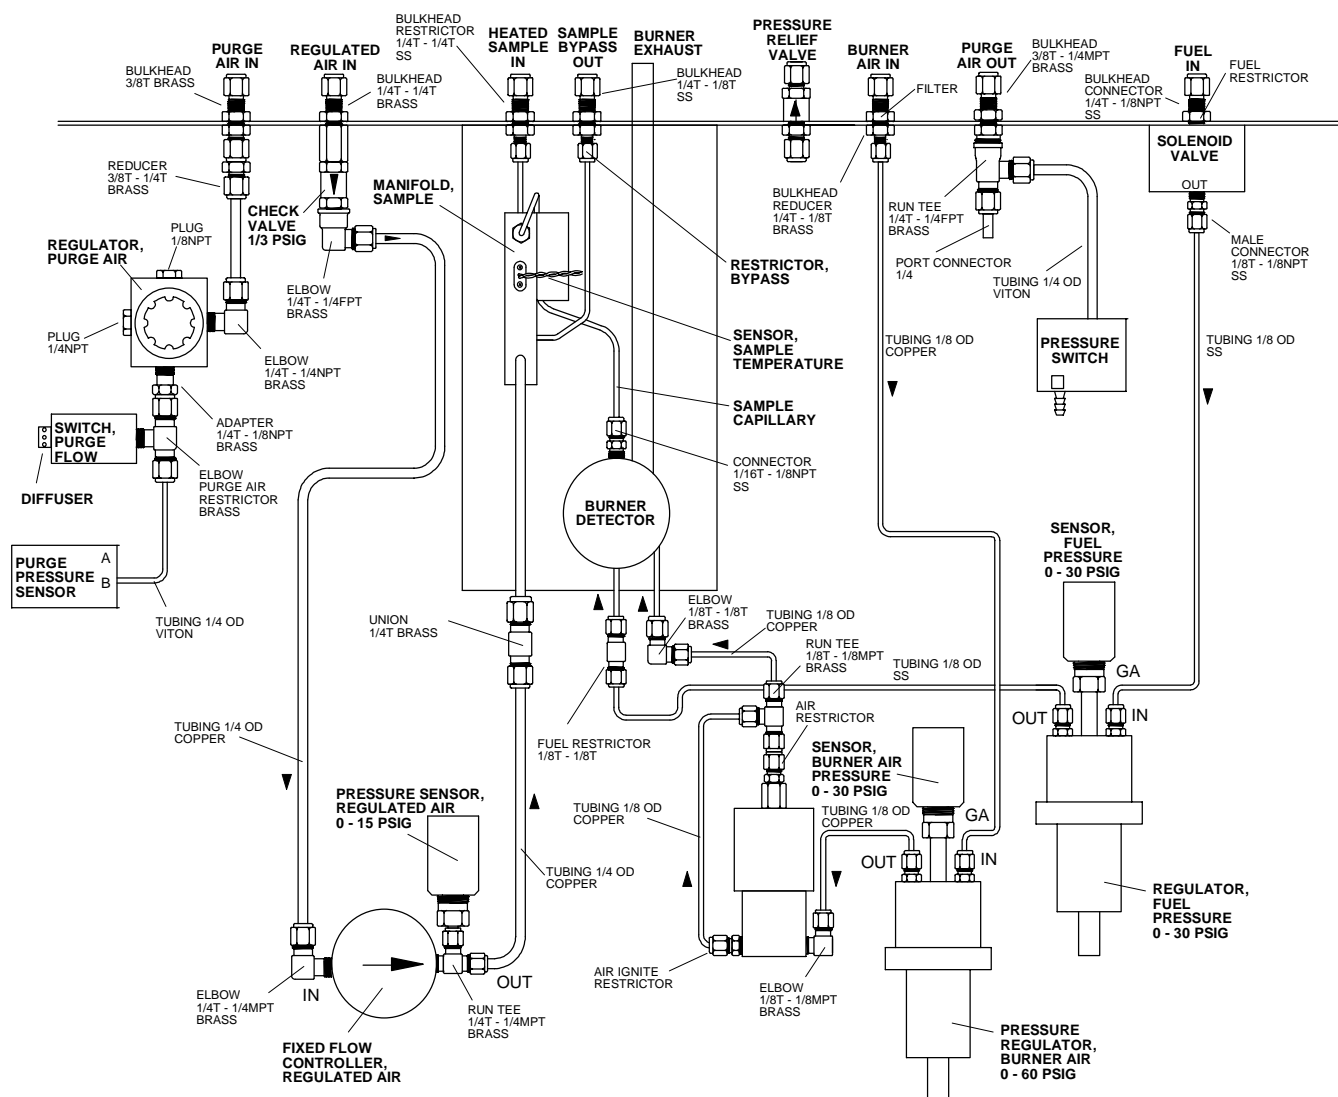 BULKHEAD
RESTRICTOR
1/4T - 1/4T
SS
HEATED
SAMPLE
IN
SAMPLE
BYPASS
OUT
BURNER
EXHAUST
PRESSURE
RELIEF
VALVE
BURNER
AIR IN
PURGE
AIR OUT
BULKHEAD
3/8T - 1/4MPT
BRASS
FUEL
IN
PURGE
AIR IN
REGULATED
AIR IN
BULKHEAD
3/8T BRASS
BULKHEAD
1/4T - 1/4T
BRASS
BULKHEAD
1/4T - 1/8T
SS
FILTER
BULKHEAD
CONNECTOR
1/4T - 1/8NPT
SS
FUEL
RESTRICTOR
SOLENOID
VALVE
OUT
REDUCER
3/8T - 1/4T
BRASS
MANIFOLD,
SAMPLE
CHECK
VALVE
1/3 PSIG
BULKHEAD
REDUCER
1/4T - 1/8T
BRASS
RUN TEE
1/4T - 1/4FPT
BRASS
PORT CONNECTOR
1/4
TUBING 1/4 OD
VITON
MALE
CONNECTOR
1/8T - 1/8NPT
SS
PLUG
1/8NPT
REGULATOR,
PURGE AIR
RESTRICTOR,
BYPASS
ELBOW
1/4T - 1/4FPT
BRASS
PLUG
1/4NPT
ELBOW
1/4T - 1/4NPT
BRASS
SENSOR,
SAMPLE
TEMPERATURE
TUBING 1/8 OD
COPPER
PRESSURE
SWITCH
TUBING 1/8 OD
SS
SAMPLE
CAPILLARY
ADAPTER
1/4T - 1/8NPT
BRASS
SWITCH,
PURGE
FLOW
DIFFUSER
ELBOW
PURGE AIR
RESTRICTOR
BRASS
CONNECTOR
1/16T - 1/8NPT
SS
BURNER
DETECTOR
SENSOR,
FUEL
PRESSURE
0 - 30 PSIG
PURGE
PRESSURE
SENSOR
A
B
TUBING 1/4 OD
VITON
UNION
1/4T BRASS
ELBOW
1/8T - 1/8T
BRASS
TUBING 1/8 OD
COPPER
RUN TEE
1/8T - 1/8MPT
BRASS
TUBING 1/8 OD
SS
GA
OUT
IN
AIR
RESTRICTOR
TUBING 1/4 OD
COPPER
FUEL RESTRICTOR
1/8T - 1/8T
SENSOR,
BURNER AIR
PRESSURE
0 - 30 PSIG
PRESSURE SENSOR,
REGULATED AIR
0 - 15 PSIG
TUBING 1/8 OD
COPPER
TUBING 1/8 OD
COPPER
GA
OUT
IN
TUBING 1/4 OD
COPPER
REGULATOR,
FUEL
PRESSURE
0 - 30 PSIG
AIR IGNITE
RESTRICTOR
ELBOW
1/8T - 1/8MPT
BRASS
ELBOW
1/4T - 1/4MPT
BRASS
IN
OUT
RUN TEE
1/4T - 1/4MPT
BRASS
FIXED FLOW
CONTROLLER,
REGULATED AIR
PRESSURE
REGULATOR,
BURNER AIR
0 - 60 PSIG